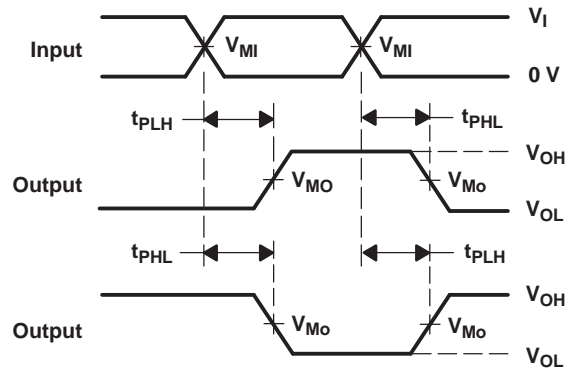 V_I
Input V_MI V_MI
0 V
t_PLH t_PHL
V_OH
Output V_MO V_Mo
V_OL
t_PHL t_PLH
V_OH
Output V_Mo V_Mo
V_OL